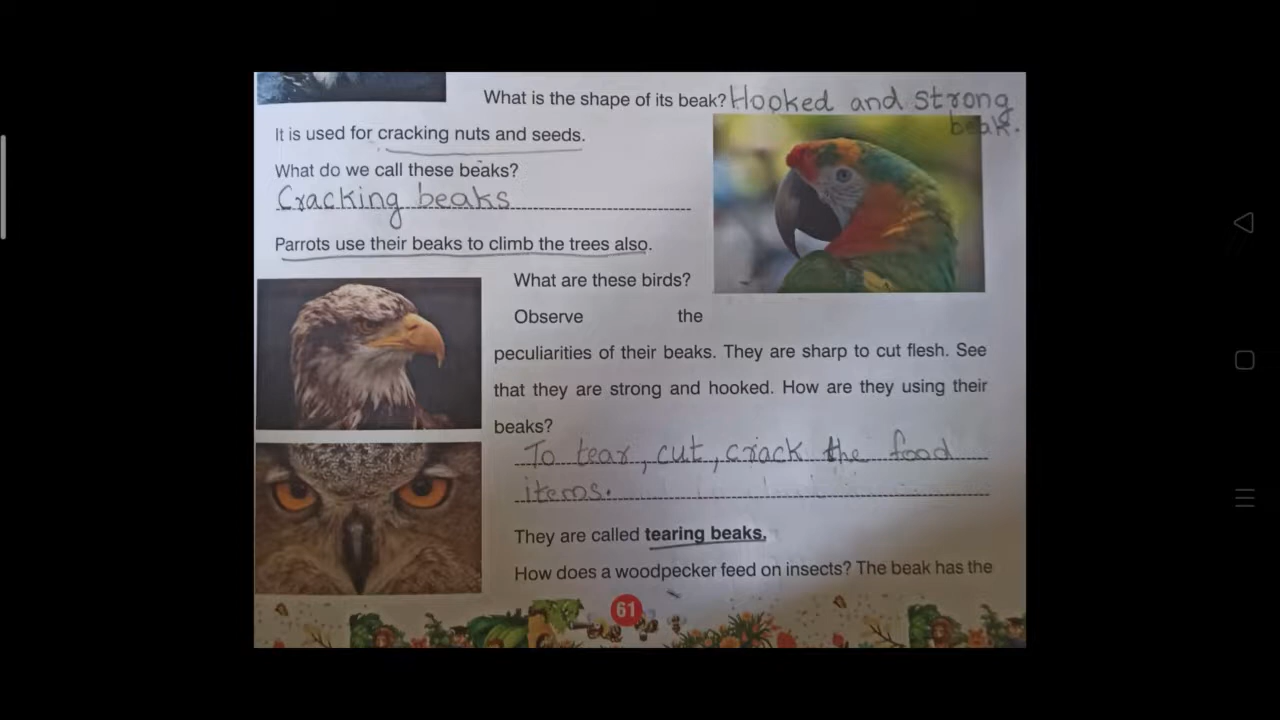 What is the shape of its beak? Hooked and strong
beak.
It is used for cracking nuts and seeds.
What do we call these beaks?
Cracking beaks
Parrots use their beaks to climb the trees also.
What are these birds?
Observe the
peculiarities of their beaks. They are sharp to cut flesh. See
that they are strong and hooked. How are they using their
beaks?
To tear, cut, crack the food
items.
They are called tearing beaks.
How does a woodpecker feed on insects? The beak has the
61